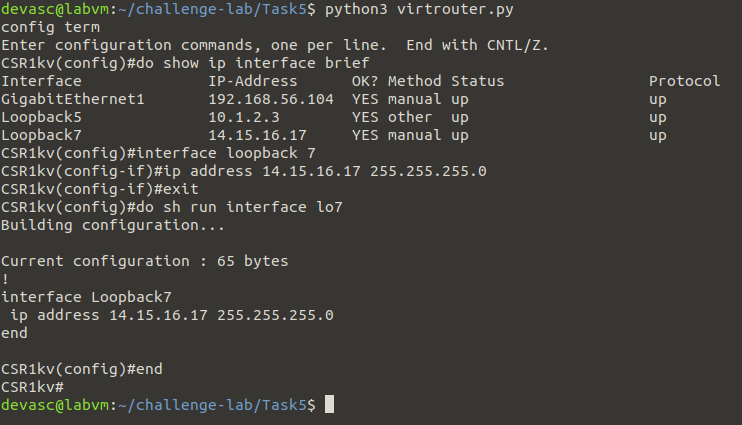 devasc@labvm:~/challenge-lab/Task5$ python3 virtrouter.py
config term
Enter configuration commands, one per line.  End with CNTL/Z.
CSR1kv(config)#do show ip interface brief
Interface              IP-Address      OK? Method Status                Protocol
GigabitEthernet1       192.168.56.104  YES manual up                    up
Loopback5              10.1.2.3        YES other  up                    up
Loopback7              14.15.16.17     YES manual up                    up
CSR1kv(config)#interface loopback 7
CSR1kv(config-if)#ip address 14.15.16.17 255.255.255.0
CSR1kv(config-if)#exit
CSR1kv(config)#do sh run interface lo7
Building configuration...

Current configuration : 65 bytes
!
interface Loopback7
 ip address 14.15.16.17 255.255.255.0
end

CSR1kv(config)#end
CSR1kv#
devasc@labvm:~/challenge-lab/Task5$